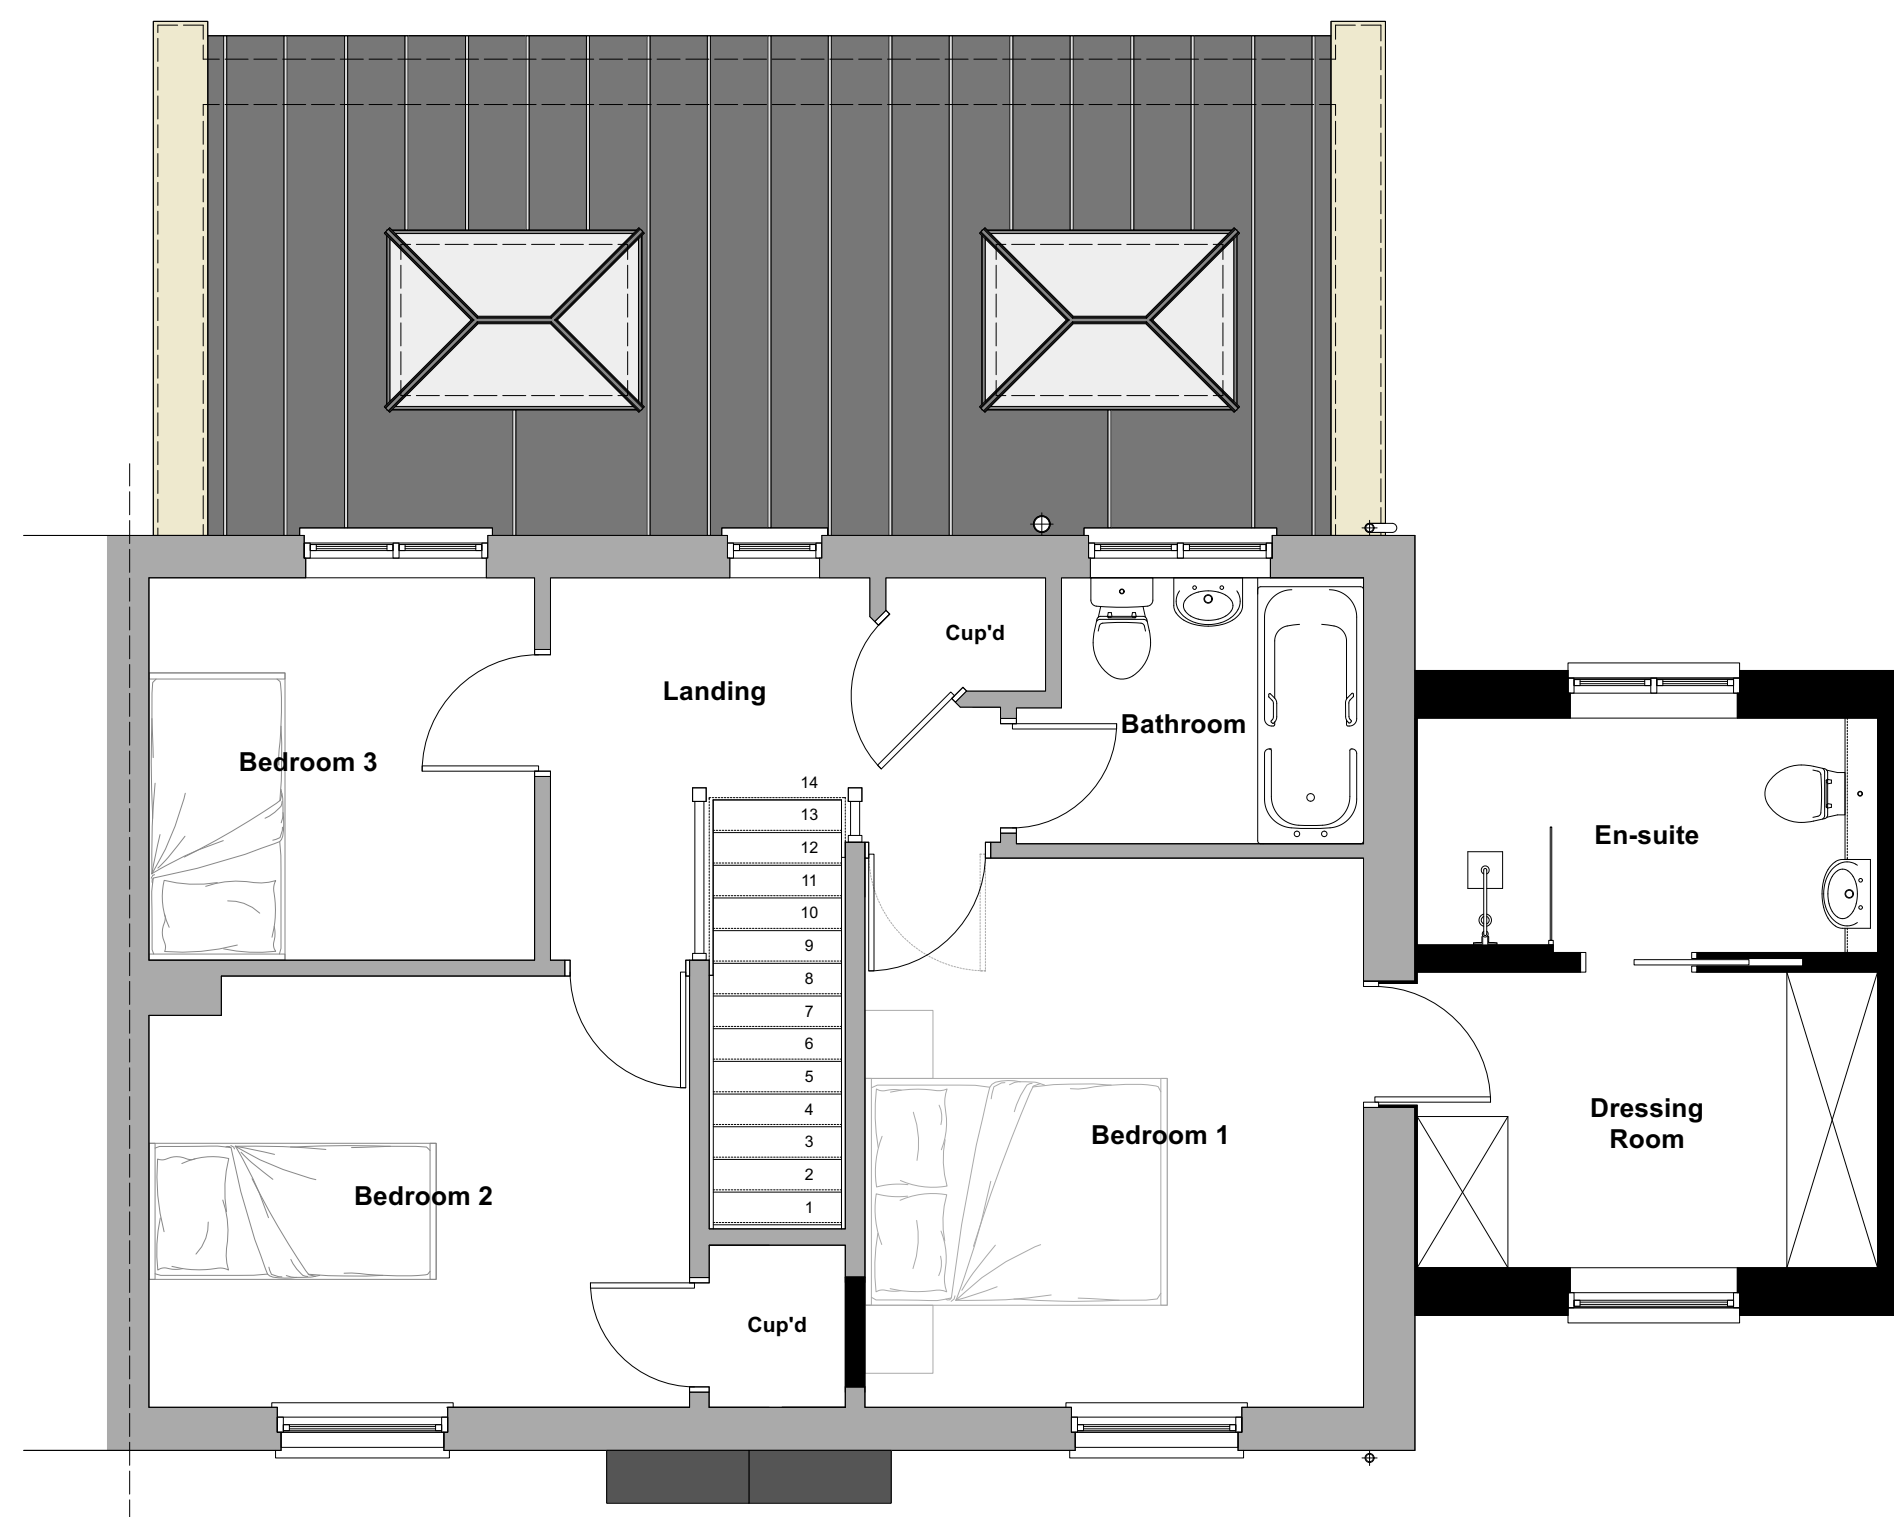 Cup'd
Landing
Bathroom
Bedroom 3
14
13
12
11
10
9
8
7
6
5
4
3
2
1
En-suite
Dressing
Room
Bedroom 1
Bedroom 2
Cup'd